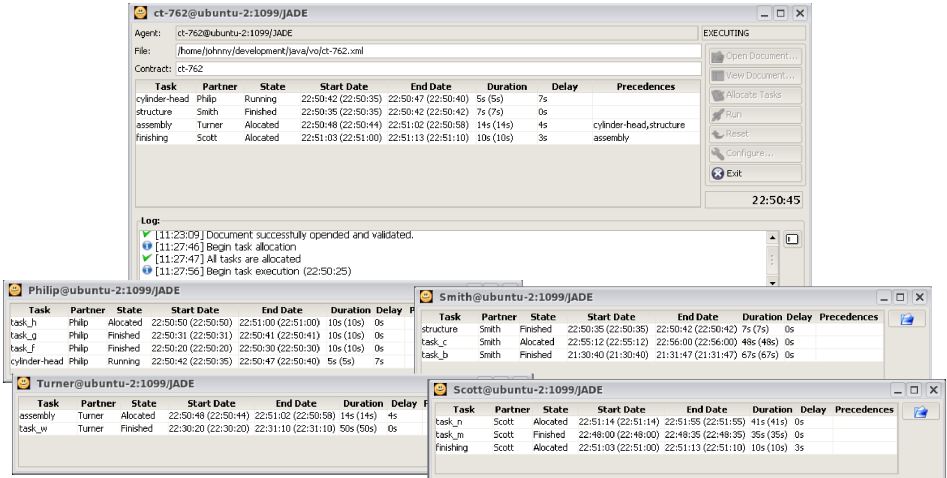 ct-762@ubuntu-2:1099/JADE
Agent: ct-762@ubuntu-2:1099/JADE EXECUTING
File: /home/johnny/development/java/vo/ct-762.xml
Open Document...
Contract: ct-762
View Document...
Task Partner State Start Date End Date Duration Delay Precedences
cylinder-head Philip Running 22:50:42 (22:50:35) 22:50:47 (22:50:40) 5s (5s) 7s
Allocate Tasks
structure Smith Finished 22:50:35 (22:50:35) 22:50:42 (22:50:42) 7s (7s) 0s
Run
assembly Turner Alocated 22:50:48 (22:50:44) 22:51:02 (22:50:58) 14s (14s) 4s cylinder-head,structure
Reset
finishing Scott Alocated 22:51:03 (22:51:00) 22:51:13 (22:51:10) 10s (10s) 3s assembly
Configure...
Exit
22:50:45
Log:
[11:23:09] Document successfully opended and validated.
[11:27:46] Begin task allocation
[11:27:47] All tasks are allocated
[11:27:56] Begin task execution (22:50:25)
Philip@ubuntu-2:1099/JADE
Task Partner State Start Date End Date Duration Delay P
task_h Philip Alocated 22:50:50 (22:50:50) 22:51:00 (22:51:00) 10s (10s) 0s
task_g Philip Finished 22:50:31 (22:50:31) 22:50:41 (22:50:41) 10s (10s) 0s
task_f Philip Finished 22:50:20 (22:50:20) 22:50:30 (22:50:30) 10s (10s) 0s
cylinder-head Philip Running 22:50:42 (22:50:35) 22:50:47 (22:50:40) 5s (5s) 7s
Smith@ubuntu-2:1099/JADE
Task Partner State Start Date End Date Duration Delay Precedences
structure Smith Finished 22:50:35 (22:50:35) 22:50:42 (22:50:42) 7s (7s) 0s
task_c Smith Alocated 22:55:12 (22:55:12) 22:56:00 (22:56:00) 48s (48s) 0s
task_b Smith Finished 21:30:40 (21:30:40) 21:31:47 (21:31:47) 67s (67s) 0s
Turner@ubuntu-2:1099/JADE
Task Partner State Start Date End Date Duration Delay
assembly Turner Alocated 22:50:48 (22:50:44) 22:51:02 (22:50:58) 14s (14s) 4s
task_w Turner Finished 22:30:20 (22:30:20) 22:31:10 (22:31:10) 50s (50s) 0s
Scott@ubuntu-2:1099/JADE
Task Partner State Start Date End Date Duration Delay Precedences
task_n Scott Alocated 22:51:14 (22:51:14) 22:51:55 (22:51:55) 41s (41s) 0s
task_m Scott Finished 22:48:00 (22:48:00) 22:48:35 (22:48:35) 35s (35s) 0s
finishing Scott Alocated 22:51:03 (22:51:00) 22:51:13 (22:51:10) 10s (10s) 3s